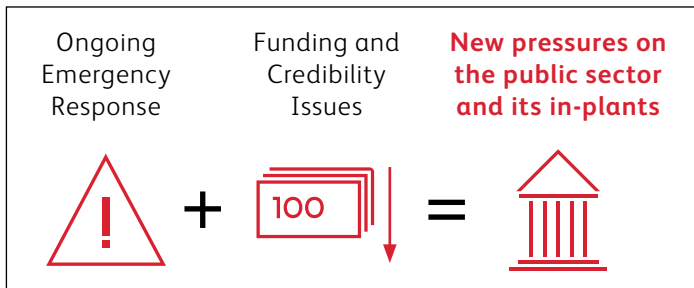 Ongoing
Emergency
Response
Funding and
Credibility
Issues
New pressures on
the public sector
and its in-plants
!
+
100
=